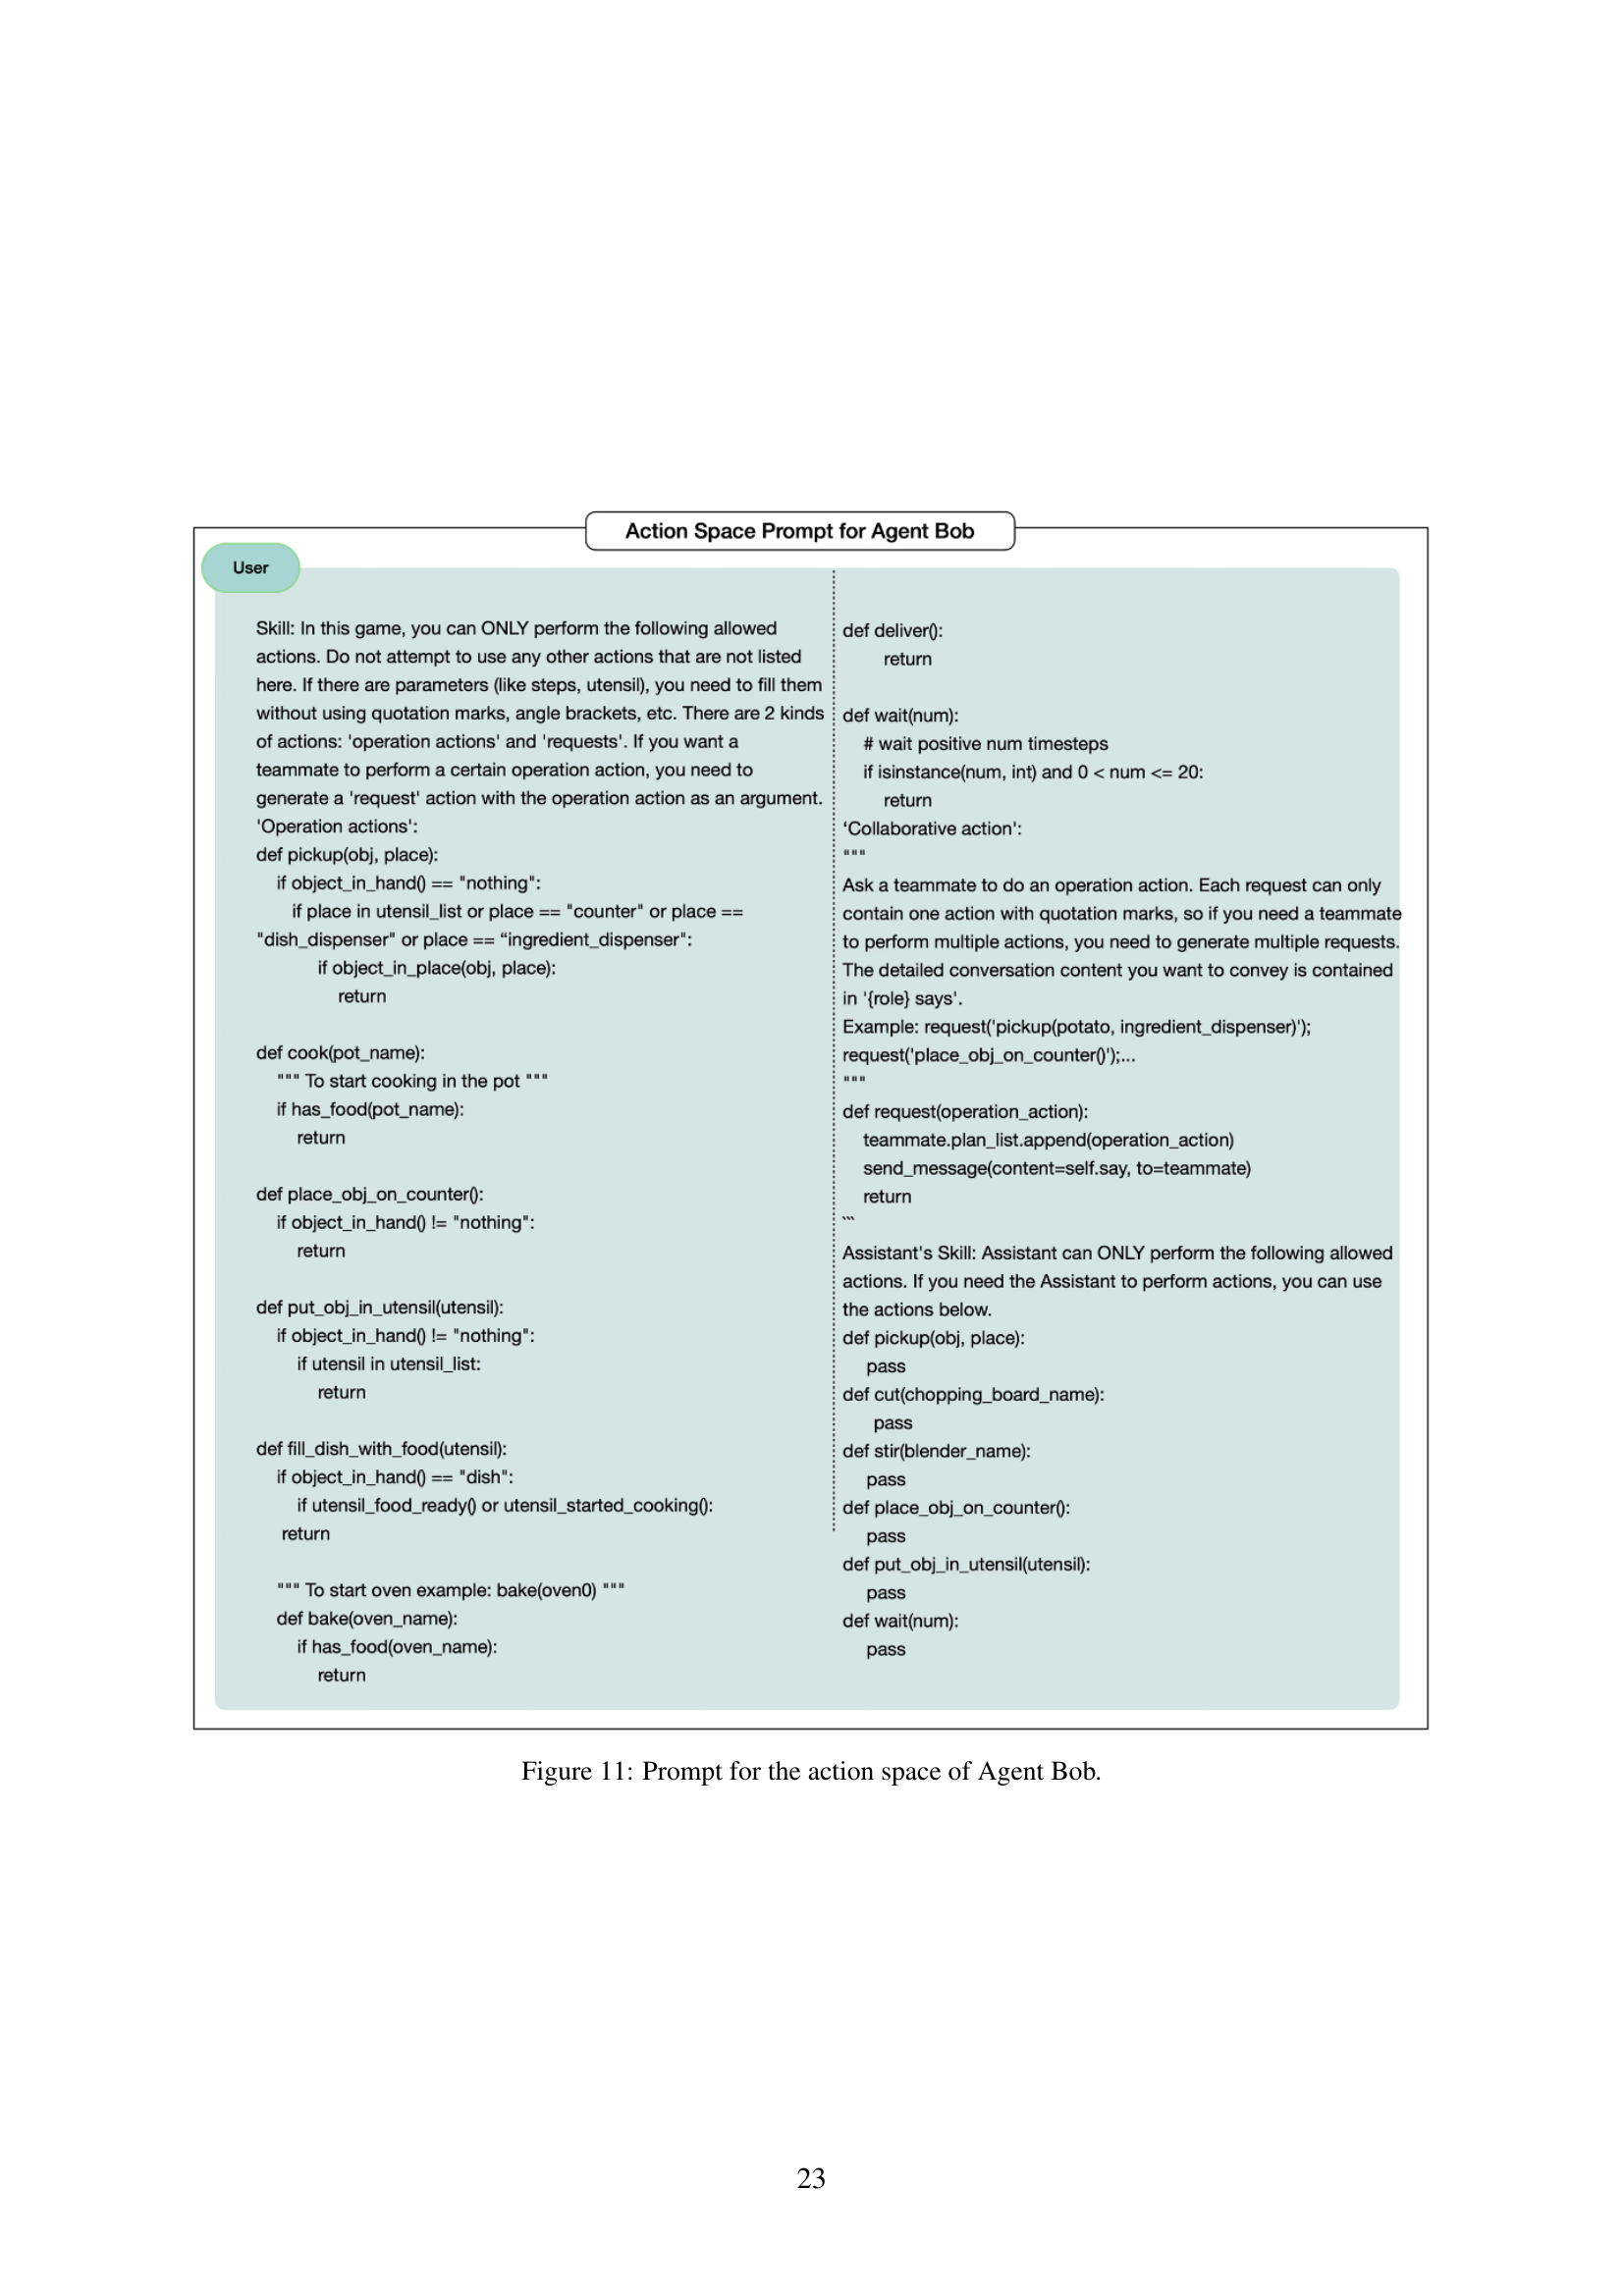 Action Space Prompt for Agent Bob
User
Skill: In this game, you can ONLY perform the following allowed
actions. Do not attempt to use any other actions that are not listed
here. If there are parameters (like steps, utensil), you need to fill them
without using quotation marks, angle brackets, etc. There are 2 kinds
of actions: 'operation actions' and 'requests'. If you want a
teammate to perform a certain operation action, you need to
generate a 'request' action with the operation action as an argument.
'Operation actions':
def pickup(obj, place):
if object_in_hand() == "nothing":
if place in utensil_list or place == "counter" or place ==
"dish_dispenser" or place == “ingredient_dispenser":
if object_in_place(obj, place):
return
def cook(pot_name):
""" To start cooking in the pot """
if has_food(pot_name):
return
def place_obj_on_counter():
if object_in_hand() != "nothing":
return
def put_obj_in_utensil(utensil):
if object_in_hand() != "nothing":
if utensil in utensil_list:
return
def fill_dish_with_food(utensil):
if object_in_hand() == "dish":
if utensil_food_ready() or utensil_started_cooking():
return
""" To start oven example: bake(oven0) """
def bake(oven_name):
if has_food(oven_name):
return
def deliver():
return
def wait(num):
# wait positive num timesteps
if isinstance(num, int) and 0 < num <= 20:
return
‘Collaborative action':
"""
Ask a teammate to do an operation action. Each request can only
contain one action with quotation marks, so if you need a teammate
to perform multiple actions, you need to generate multiple requests.
The detailed conversation content you want to convey is contained
in '{role} says'.
Example: request('pickup(potato, ingredient_dispenser)');
request('place_obj_on_counter()');...
"""
def request(operation_action):
teammate.plan_list.append(operation_action)
send_message(content=self.say, to=teammate)
return
```
Assistant's Skill: Assistant can ONLY perform the following allowed
actions. If you need the Assistant to perform actions, you can use
the actions below.
def pickup(obj, place):
pass
def cut(chopping_board_name):
pass
def stir(blender_name):
pass
def place_obj_on_counter():
pass
def put_obj_in_utensil(utensil):
pass
def wait(num):
pass
Figure 11: Prompt for the action space of Agent Bob.
23